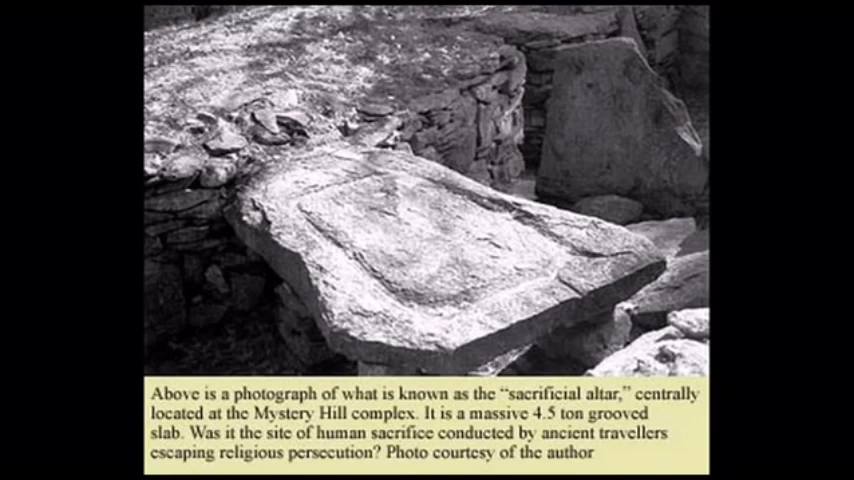 Above is a photograph of what is known as the “sacrificial altar,” centrally
located at the Mystery Hill complex. It is a massive 4.5 ton grooved
slab. Was it the site of human sacrifice conducted by ancient travellers
escaping religious persecution? Photo courtesy of the author